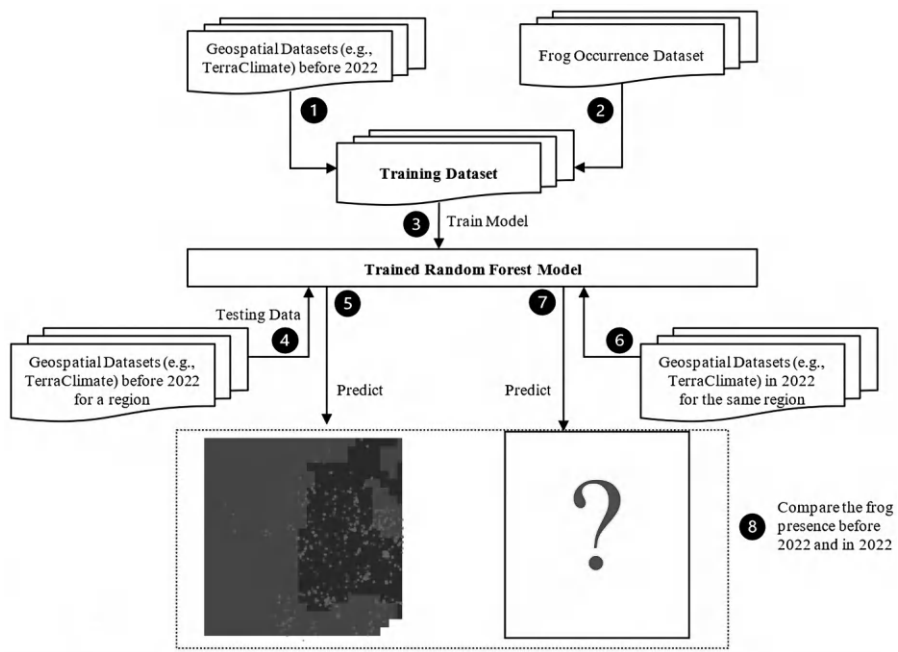 Geospatial Datasets (e.g.,
TerraClimate) before 2022
Frog Occurrence Dataset
1
2
Training Dataset
3
Train Model
Trained Random Forest Model
5
7
Testing Data
4
6
Geospatial Datasets (e.g.,
TerraClimate) before 2022
for a region
Predict
Predict
Geospatial Datasets (e.g.,
TerraClimate) in 2022
for the same region
?
8
Compare the frog
presence before
2022 and in 2022